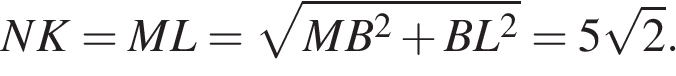 NK = ML = √(MB² + BL²) = 5√2.